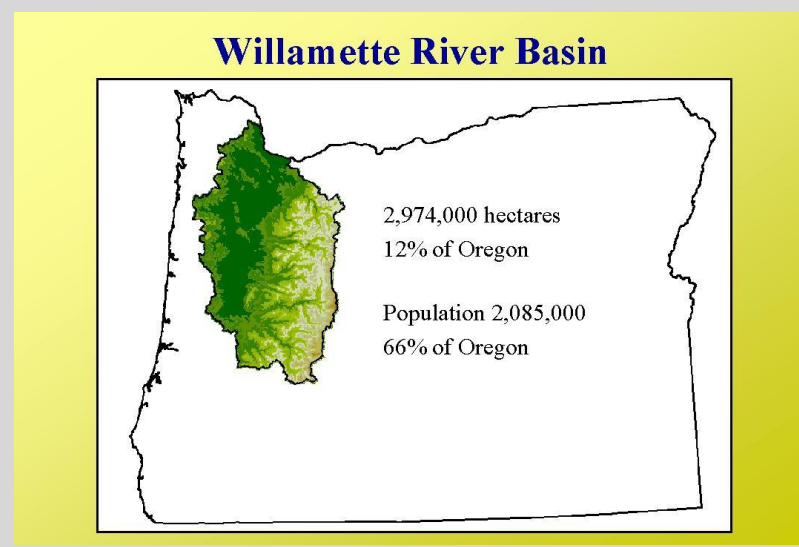 Willamette River Basin
2,974,000 hectares
12% of Oregon
Population 2,085,000
66% of Oregon